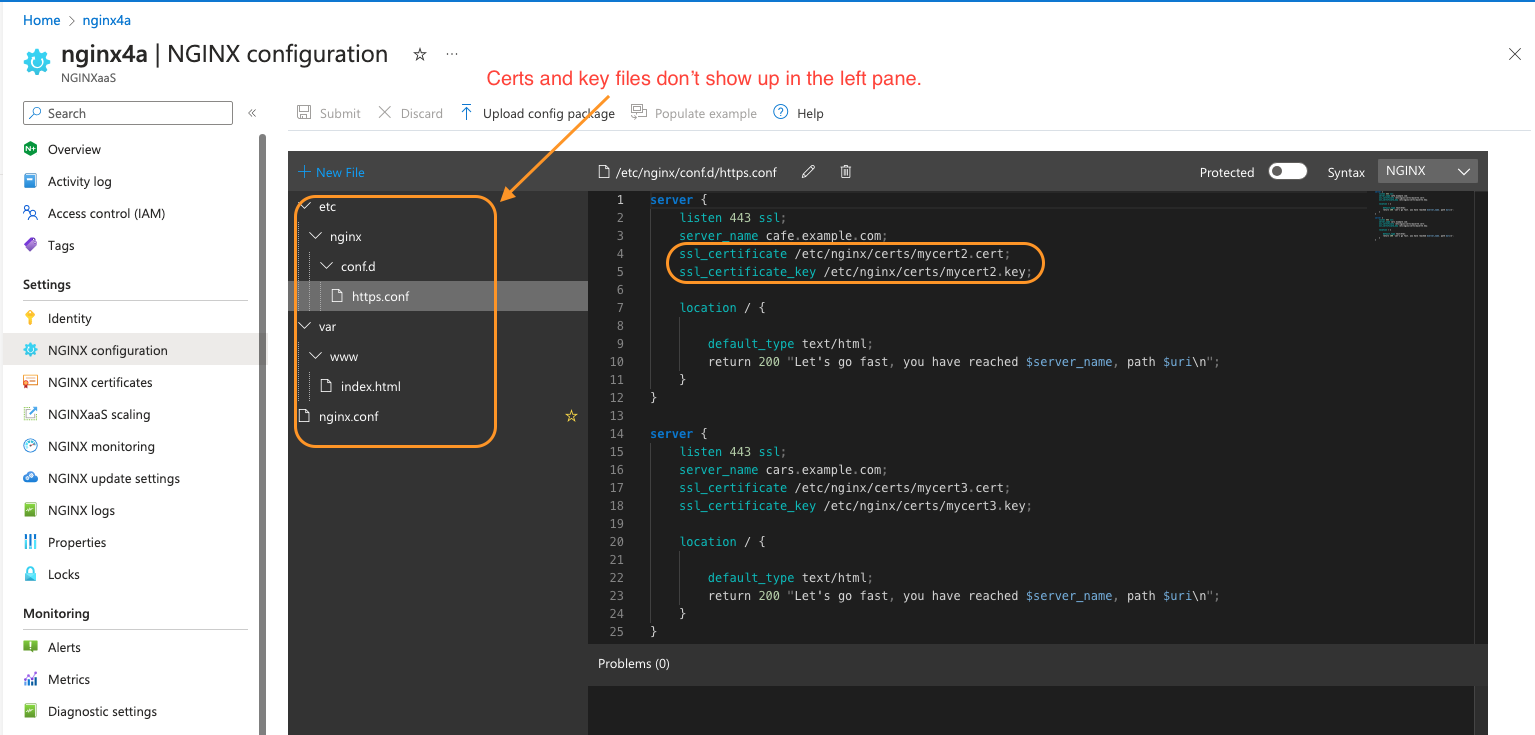 Home > nginx4a
nginx4a | NGINX configuration
NGINXaaS
Certs and key files don’t show up in the left pane.
Search
Submit Discard Upload config package Populate example Help
Overview
Activity log
Access control (IAM)
Tags
Settings
Identity
NGINX configuration
NGINX certificates
NGINXaaS scaling
NGINX monitoring
NGINX update settings
NGINX logs
Properties
Locks
Monitoring
Alerts
Metrics
Diagnostic settings
+ New File
etc
nginx
conf.d
https.conf
var
www
index.html
nginx.conf
/etc/nginx/conf.d/https.conf
Protected Syntax NGINX
1 server {
2 listen 443 ssl;
3 server_name cafe.example.com;
4 ssl_certificate /etc/nginx/certs/mycert2.cert;
5 ssl_certificate_key /etc/nginx/certs/mycert2.key;
6
7 location / {
8
9 default_type text/html;
10 return 200 "Let's go fast, you have reached $server_name, path $uri\n";
11 }
12 }
13
14 server {
15 listen 443 ssl;
16 server_name cars.example.com;
17 ssl_certificate /etc/nginx/certs/mycert3.cert;
18 ssl_certificate_key /etc/nginx/certs/mycert3.key;
19
20 location / {
21
22 default_type text/html;
23 return 200 "Let's go fast, you have reached $server_name, path $uri\n";
24 }
25 }
Problems (0)